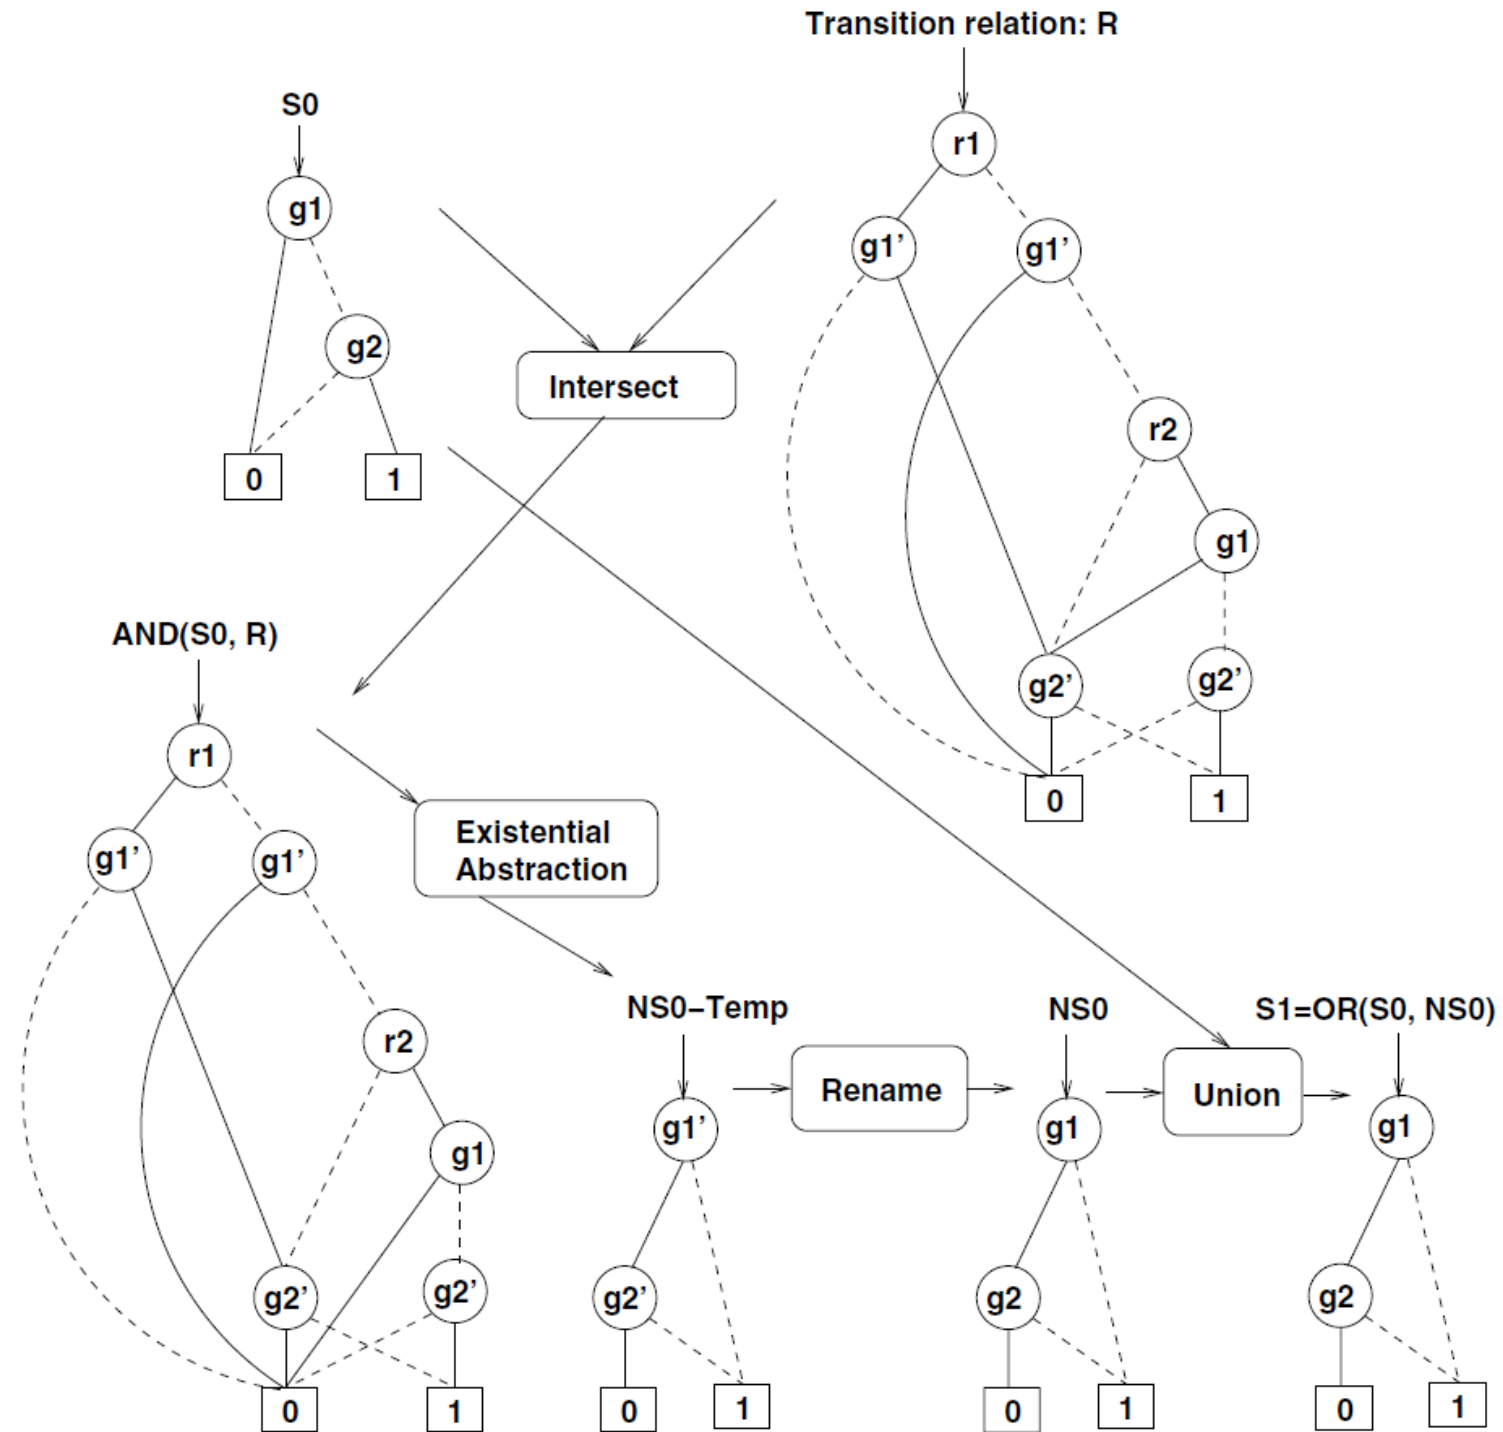 Transition relation: R
S0
r1
g1
g1’
g1’
g2
Intersect
r2
0
1
g1
AND(S0, R)
g2’
g2’
r1
0
1
g1’
g1’
Existential
Abstraction
NS0–Temp
NS0
S1=OR(S0, NS0)
r2
Rename
Union
g1’
g1
g1
g1
g2’
g2’
g2’
g2
g2
0
1
0
1
0
1
0
1